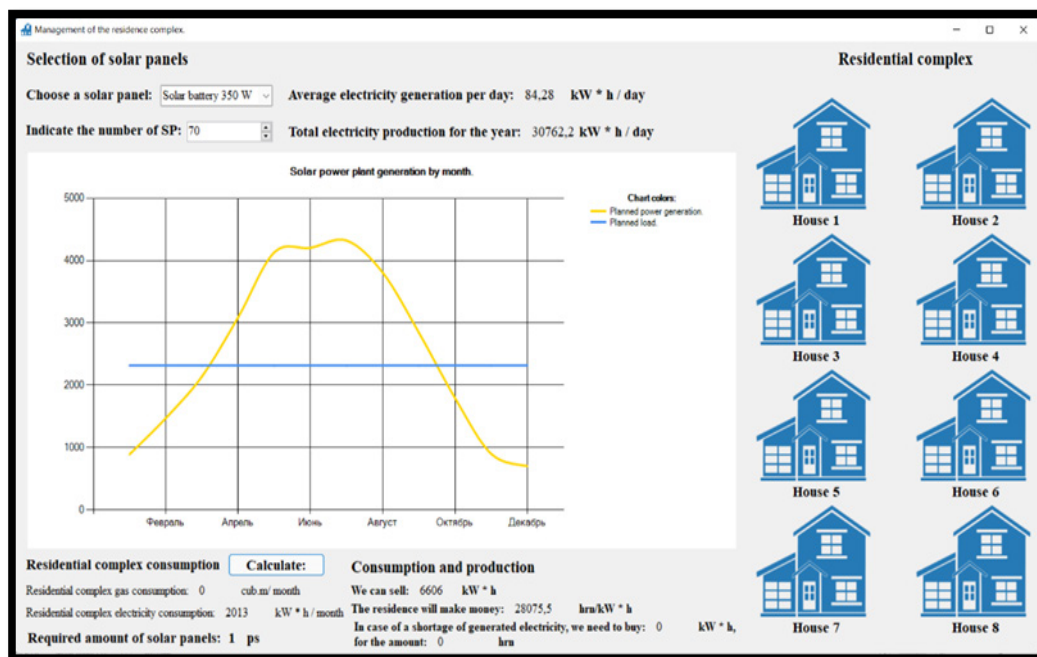 Management of the residence complex.
Selection of solar panels
Residential complex
Choose a solar panel: Solar battery 350 W
Average electricity generation per day: 84,28 kW * h / day
Indicate the number of SP: 70
Total electricity production for the year: 30762,2 kW * h / day
Solar power plant generation by month.
Chart colors:
Planned power generation.
Planned load.
5000
4000
3000
2000
1000
0
Февраль Апрель Июнь Август Октябрь Декабрь
House 1 House 2
House 3 House 4
House 5 House 6
House 7 House 8
Residential complex consumption Calculate:
Residential complex gas consumption: 0 cub.m/ month
Residential complex electricity consumption: 2013 kW * h / month
Required amount of solar panels: 1 ps
Consumption and production
We can sell: 6606 kW * h
The residence will make money: 28075,5 hrn/kW * h
In case of a shortage of generated electricity, we need to buy: 0 kW * h,
for the amount: 0 hrn